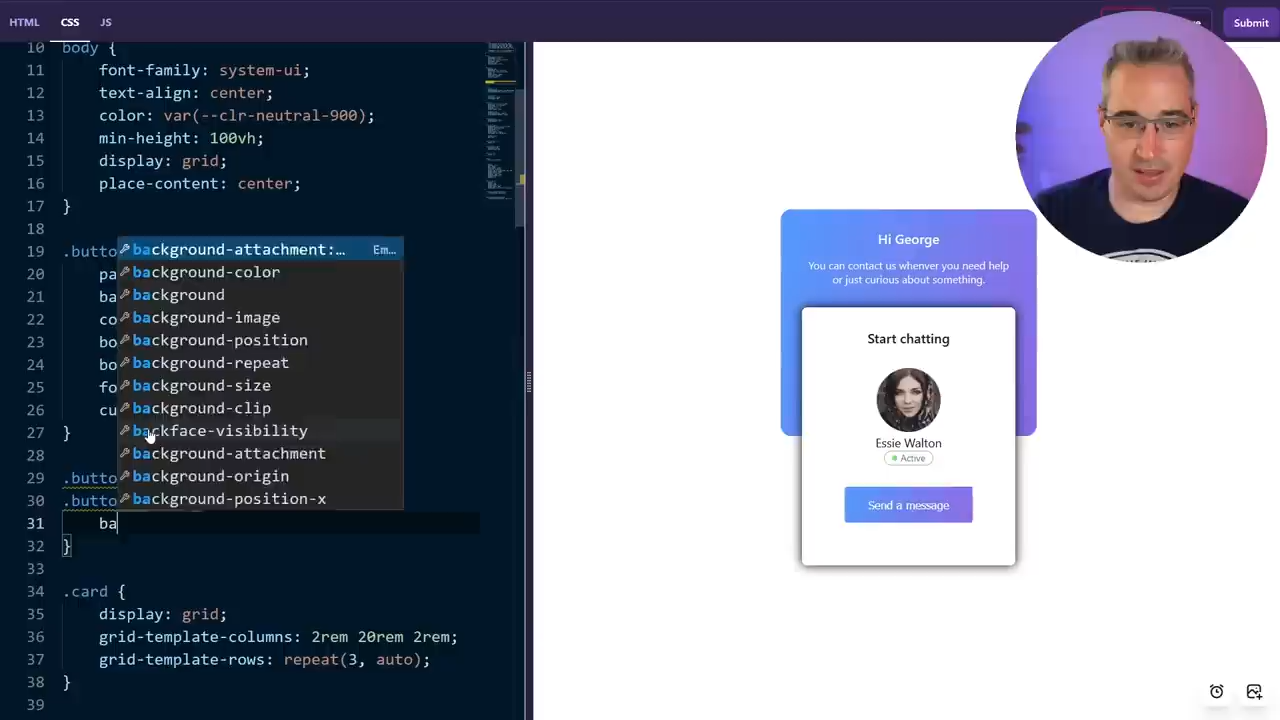 HTML CSS JS
Submit
10 body {
11 font-family: system-ui;
12 text-align: center;
13 color: var(--clr-neutral-900);
14 min-height: 100vh;
15 display: grid;
16 place-content: center;
17 }
18
19 .butto
20 pa
21 ba
22 co
23 bo
24 bo
25 fo
26 cu
27 }
28
29 .butto
30 .butto
31 ba
32 }
33
34 .card {
35 display: grid;
36 grid-template-columns: 2rem 20rem 2rem;
37 grid-template-rows: repeat(3, auto);
38 }
39
background-attachment:… Em…
background-color
background
background-image
background-position
background-repeat
background-size
background-clip
backface-visibility
background-attachment
background-origin
background-position-x
Hi George
You can contact us whenver you need help
or just curious about something.
Start chatting
Essie Walton
Active
Send a message